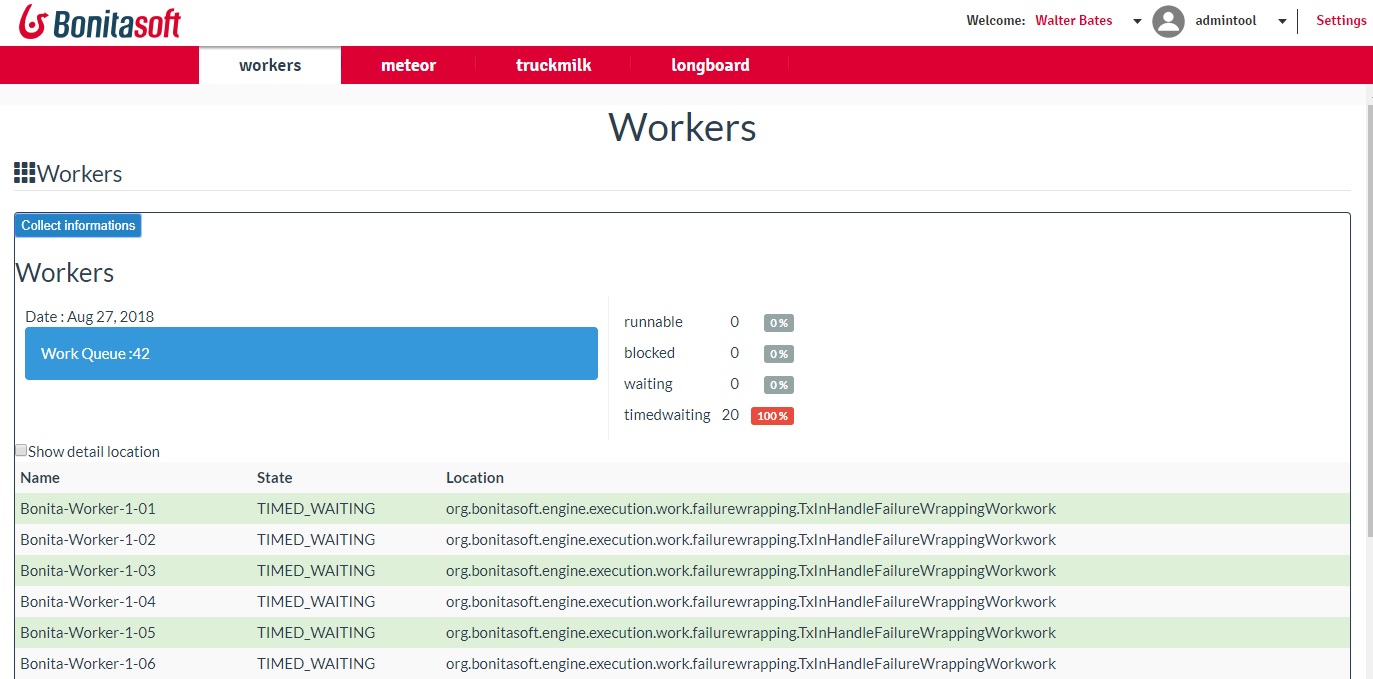 Bonitasoft
Welcome: Walter Bates admintool Settings
workers meteor truckmilk longboard
Workers
Workers
Collect informations
Workers
Date : Aug 27, 2018
Work Queue :42
runnable 0 0 %
blocked 0 0 %
waiting 0 0 %
timedwaiting 20 100 %
Show detail location
Name State Location
Bonita-Worker-1-01 TIMED_WAITING org.bonitasoft.engine.execution.work.failurewrapping.TxInHandleFailureWrappingWorkwork
Bonita-Worker-1-02 TIMED_WAITING org.bonitasoft.engine.execution.work.failurewrapping.TxInHandleFailureWrappingWorkwork
Bonita-Worker-1-03 TIMED_WAITING org.bonitasoft.engine.execution.work.failurewrapping.TxInHandleFailureWrappingWorkwork
Bonita-Worker-1-04 TIMED_WAITING org.bonitasoft.engine.execution.work.failurewrapping.TxInHandleFailureWrappingWorkwork
Bonita-Worker-1-05 TIMED_WAITING org.bonitasoft.engine.execution.work.failurewrapping.TxInHandleFailureWrappingWorkwork
Bonita-Worker-1-06 TIMED_WAITING org.bonitasoft.engine.execution.work.failurewrapping.TxInHandleFailureWrappingWorkwork